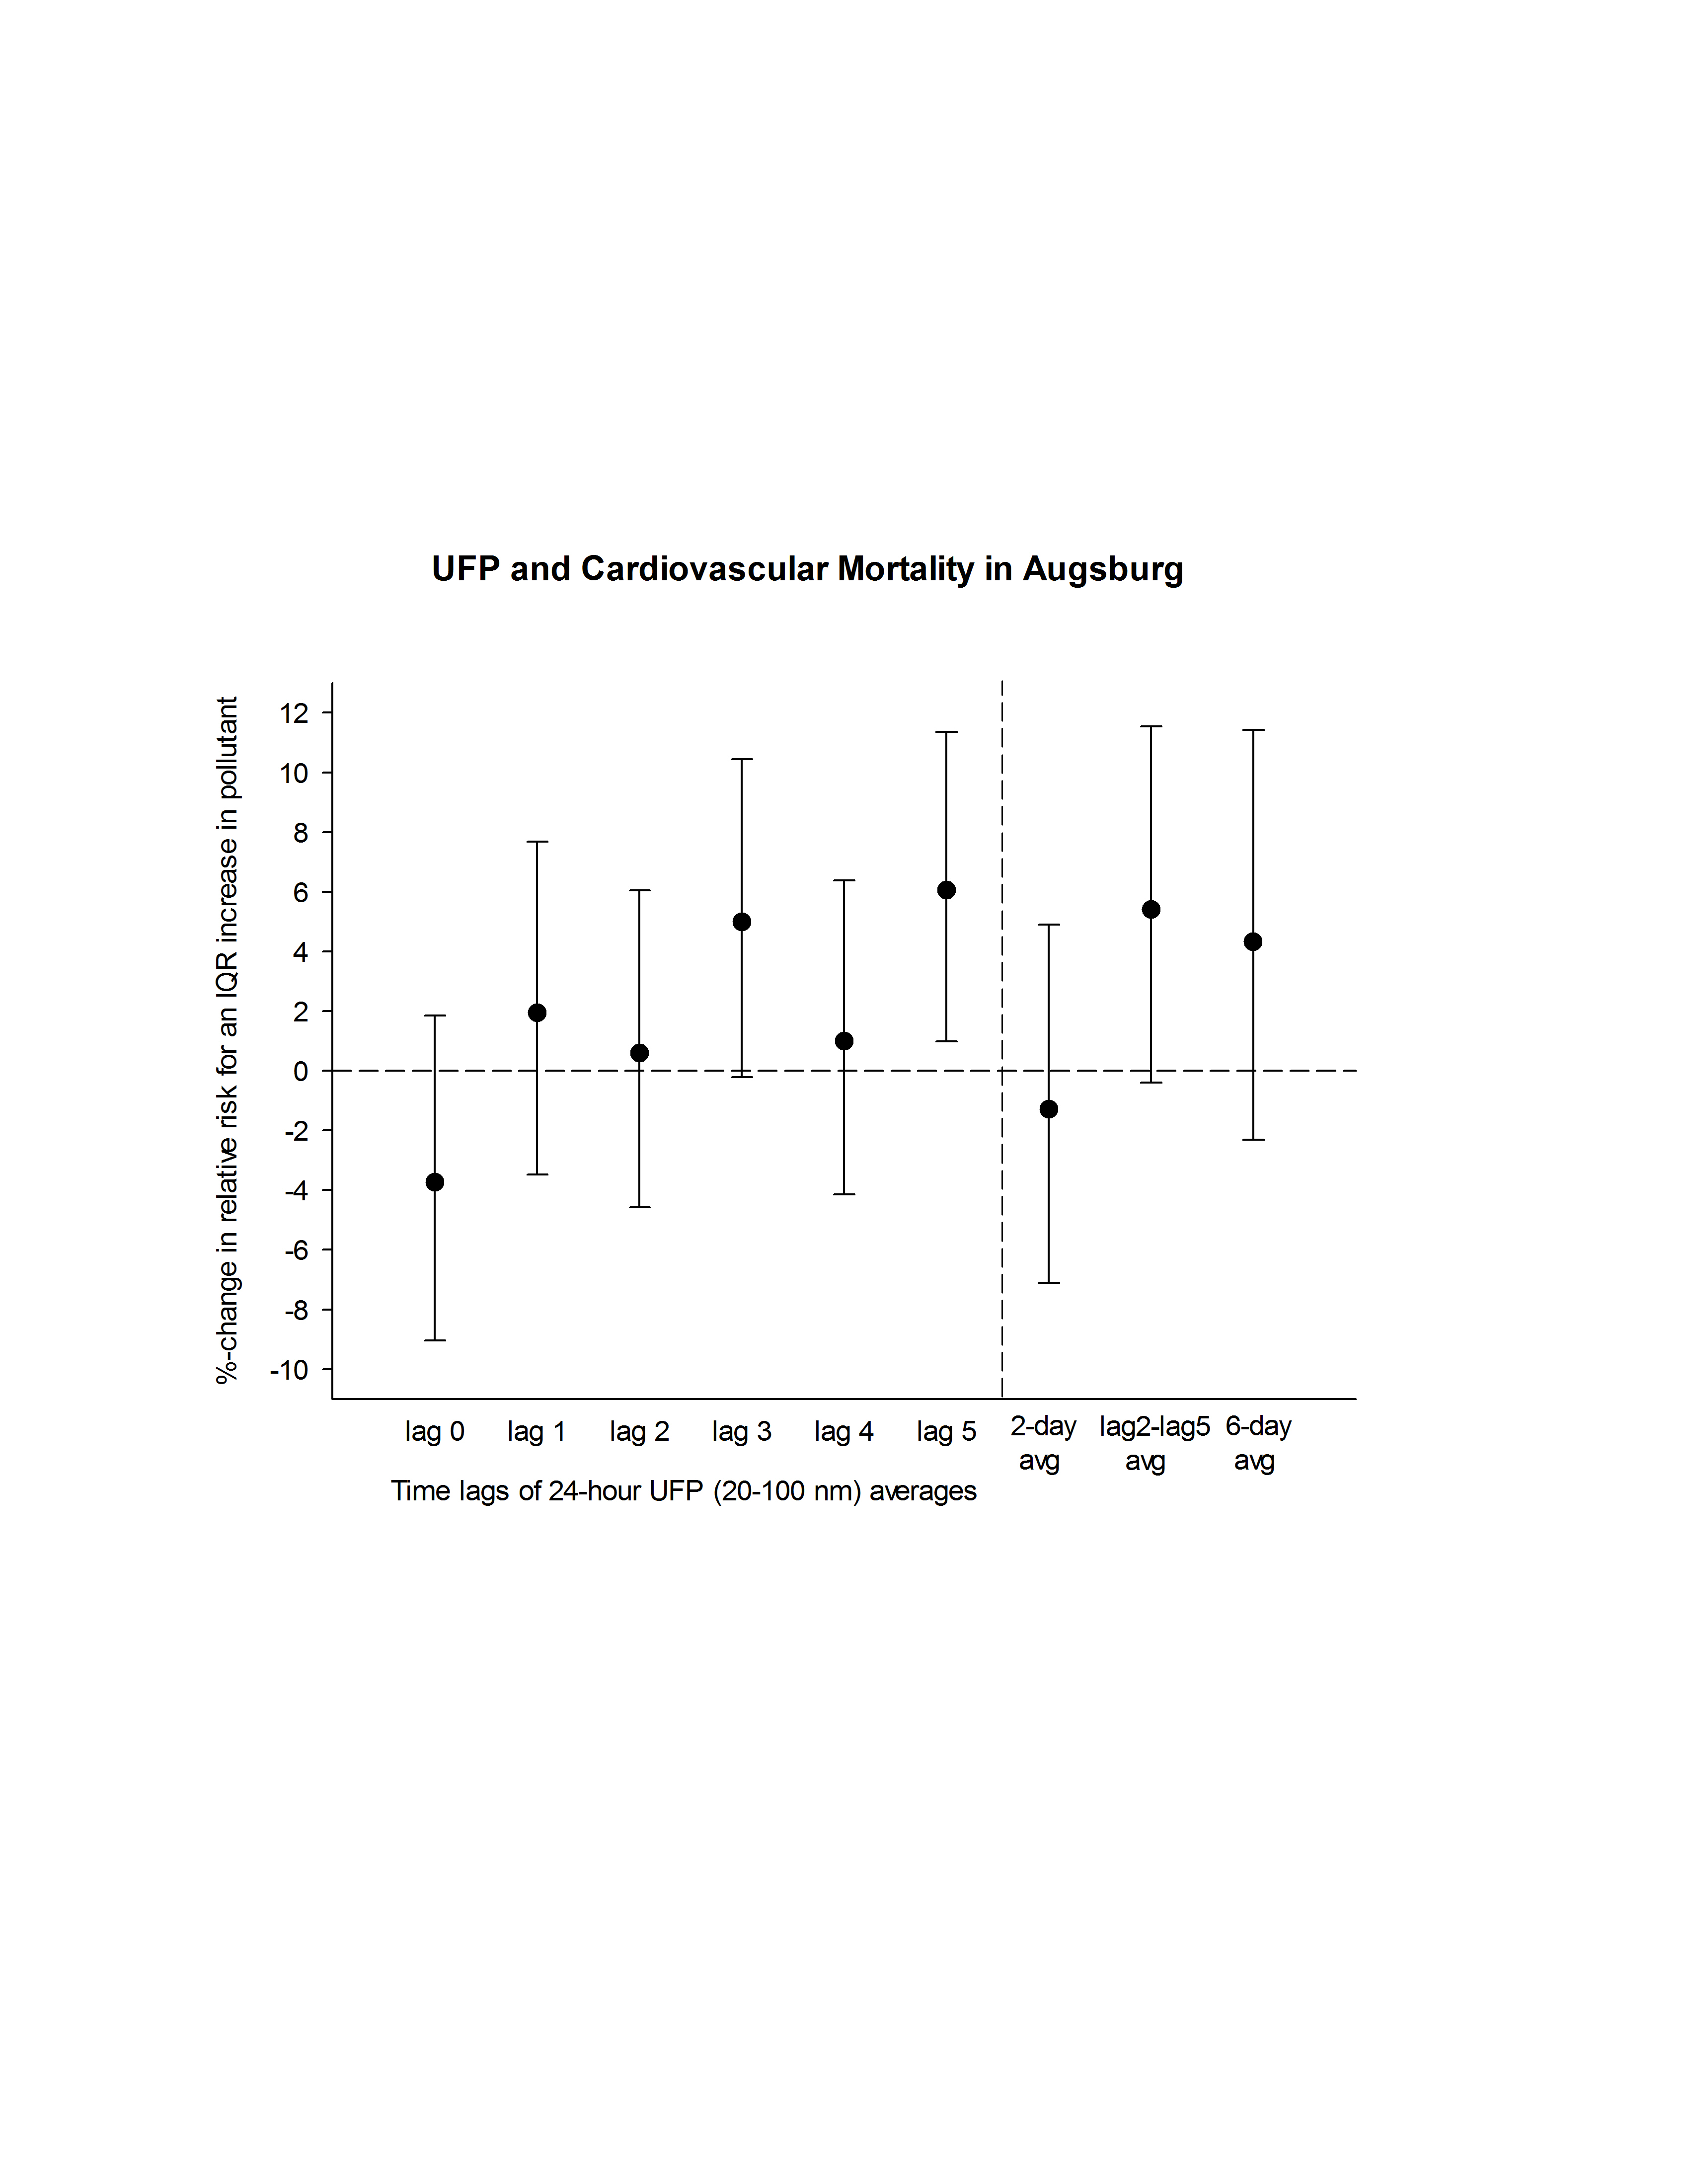 UFP and Cardiovascular Mortality in Augsburg
%-change in relative risk for an IQR increase in pollutant
12
10
8
6
4
2
0
-2
-4
-6
-8
-10
lag 0
lag 1
lag 2
lag 3
lag 4
lag 5
2-day
avg
lag2-lag5
avg
6-day
avg
Time lags of 24-hour UFP (20-100 nm) averages